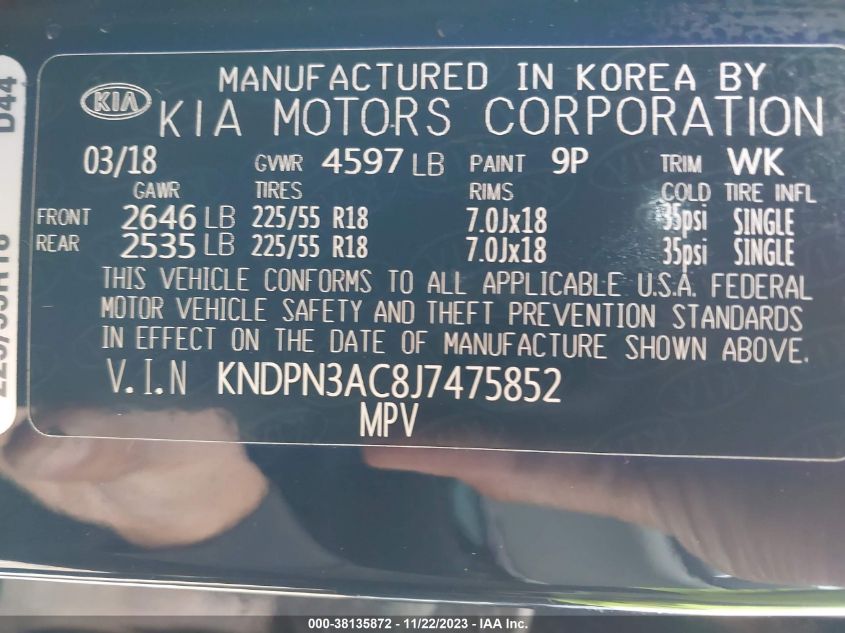 MANUFACTURED IN KOREA BY
KIA KIA MOTORS CORPORATION
03/18 GVWR 4597 LB PAINT 9P TRIM WK
GAWR TIRES RIMS COLD TIRE INFL
FRONT 2646 LB 225/55 R18 7.0Jx18 35psi SINGLE
REAR 2535 LB 225/55 R18 7.0Jx18 35psi SINGLE
THIS VEHICLE CONFORMS TO ALL APPLICABLE U.S.A. FEDERAL
MOTOR VEHICLE SAFETY AND THEFT PREVENTION STANDARDS
IN EFFECT ON THE DATE OF MANUFACTURE SHOWN ABOVE.
V.I.N KNDPN3AC8J7475852
MPV
D44
000-38135872 - 11/22/2023 - IAA Inc.